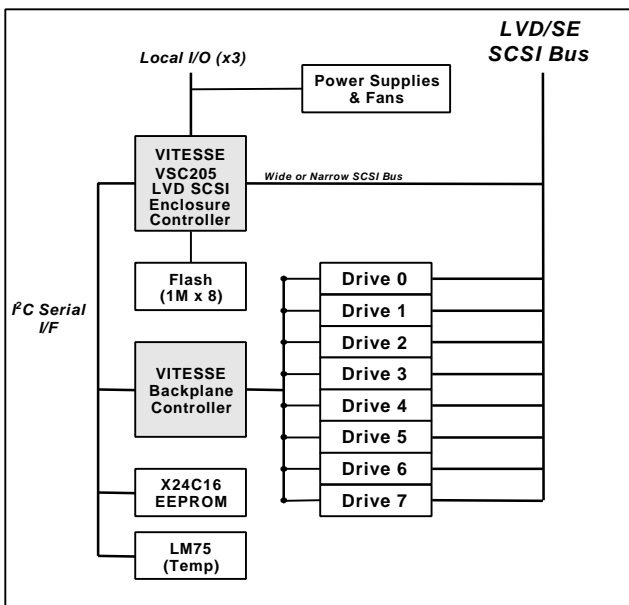 LVD/SE
SCSI Bus
Local I/O (x3)
Power Supplies
& Fans
VITESSE
VSC205
LVD SCSI
Enclosure
Controller
Wide or Narrow SCSI Bus
Flash
(1M x 8)
I²C Serial
I/F
VITESSE
Backplane
Controller
Drive 0
Drive 1
Drive 2
Drive 3
Drive 4
Drive 5
Drive 6
Drive 7
X24C16
EEPROM
LM75
(Temp)